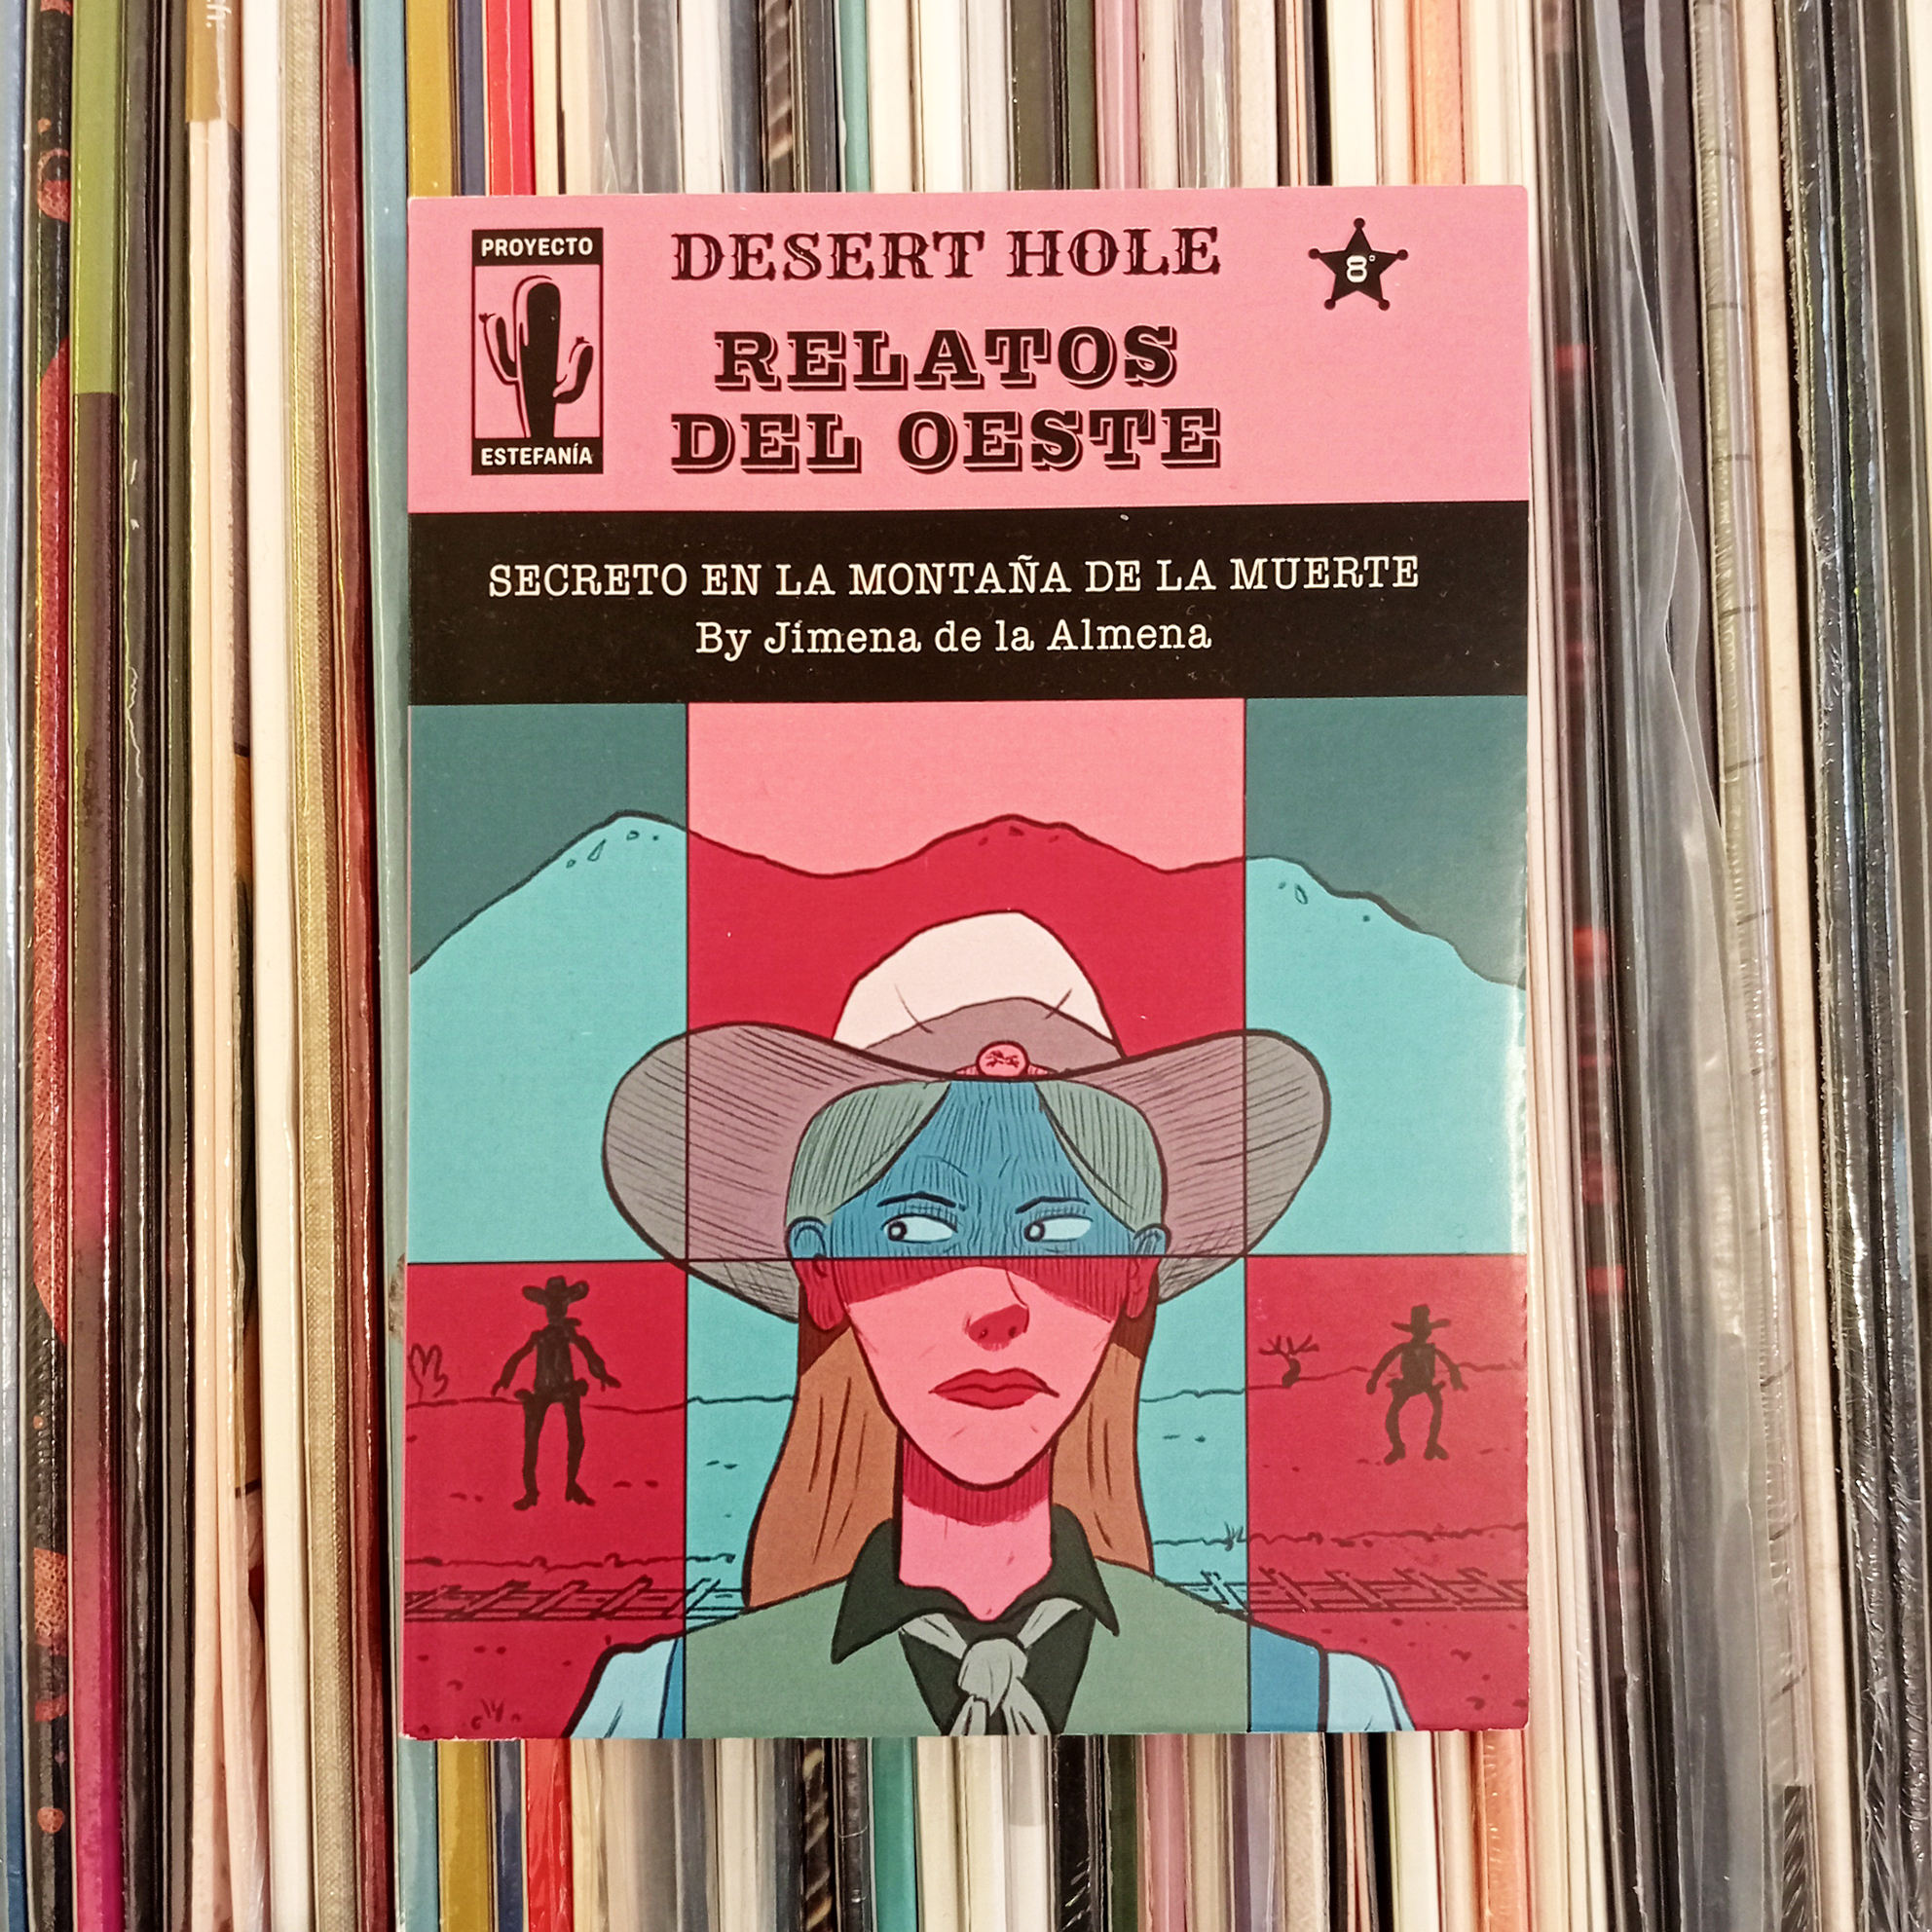 PROYECTO
ESTEFANÍA
DESERT HOLE
RELATOS
DEL OESTE
8°
SECRETO EN LA MONTAÑA DE LA MUERTE
By Jimena de la Almena